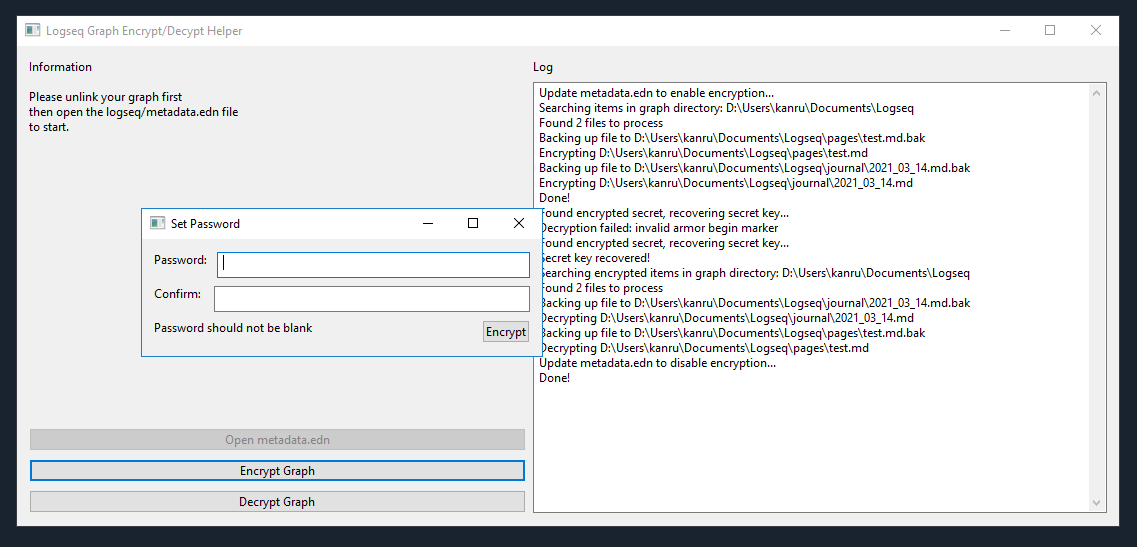 Logseq Graph Encrypt/Decypt Helper
Information
Please unlink your graph first
then open the logseq/metadata.edn file
to start.
Set Password
Password:
Confirm:
Password should not be blank
Encrypt
Open metadata.edn
Encrypt Graph
Decrypt Graph
Log
Update metadata.edn to enable encryption...
Searching items in graph directory: D:\Users\kanru\Documents\Logseq
Found 2 files to process
Backing up file to D:\Users\kanru\Documents\Logseq\pages\test.md.bak
Encrypting D:\Users\kanru\Documents\Logseq\pages\test.md
Backing up file to D:\Users\kanru\Documents\Logseq\journal\2021_03_14.md.bak
Encrypting D:\Users\kanru\Documents\Logseq\journal\2021_03_14.md
Done!
Found encrypted secret, recovering secret key...
Decryption failed: invalid armor begin marker
Found encrypted secret, recovering secret key...
Secret key recovered!
Searching encrypted items in graph directory: D:\Users\kanru\Documents\Logseq
Found 2 files to process
Backing up file to D:\Users\kanru\Documents\Logseq\journal\2021_03_14.md.bak
Decrypting D:\Users\kanru\Documents\Logseq\journal\2021_03_14.md
Backing up file to D:\Users\kanru\Documents\Logseq\pages\test.md.bak
Decrypting D:\Users\kanru\Documents\Logseq\pages\test.md
Update metadata.edn to disable encryption...
Done!